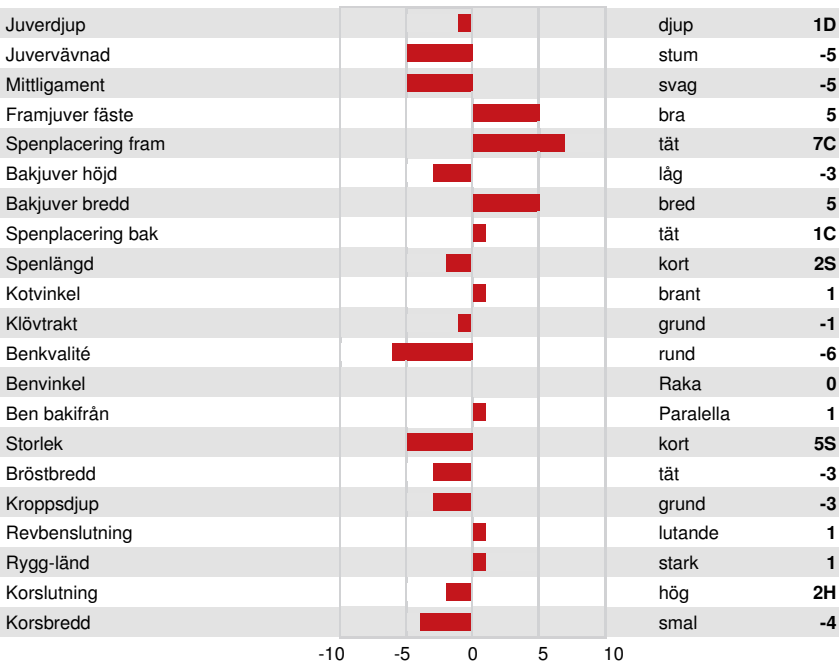 Juverdjup djup 1D
Juvervävnad stum -5
Mittligament svag -5
Framjuver fäste bra 5
Spenplacering fram tät 7C
Bakjuver höjd låg -3
Bakjuver bredd bred 5
Spenplacering bak tät 1C
Spenlängd kort 2S
Kotvinkel brant 1
Klövtrakt grund -1
Benkvalité rund -6
Benvinkel Raka 0
Ben bakifrån Paralella 1
Storlek kort 5S
Bröstbredd tät -3
Kroppsdjup grund -3
Revbenslutning lutande 1
Rygg-länd stark 1
Korslutning hög 2H
Korsbredd smal -4
-10 -5 0 5 10